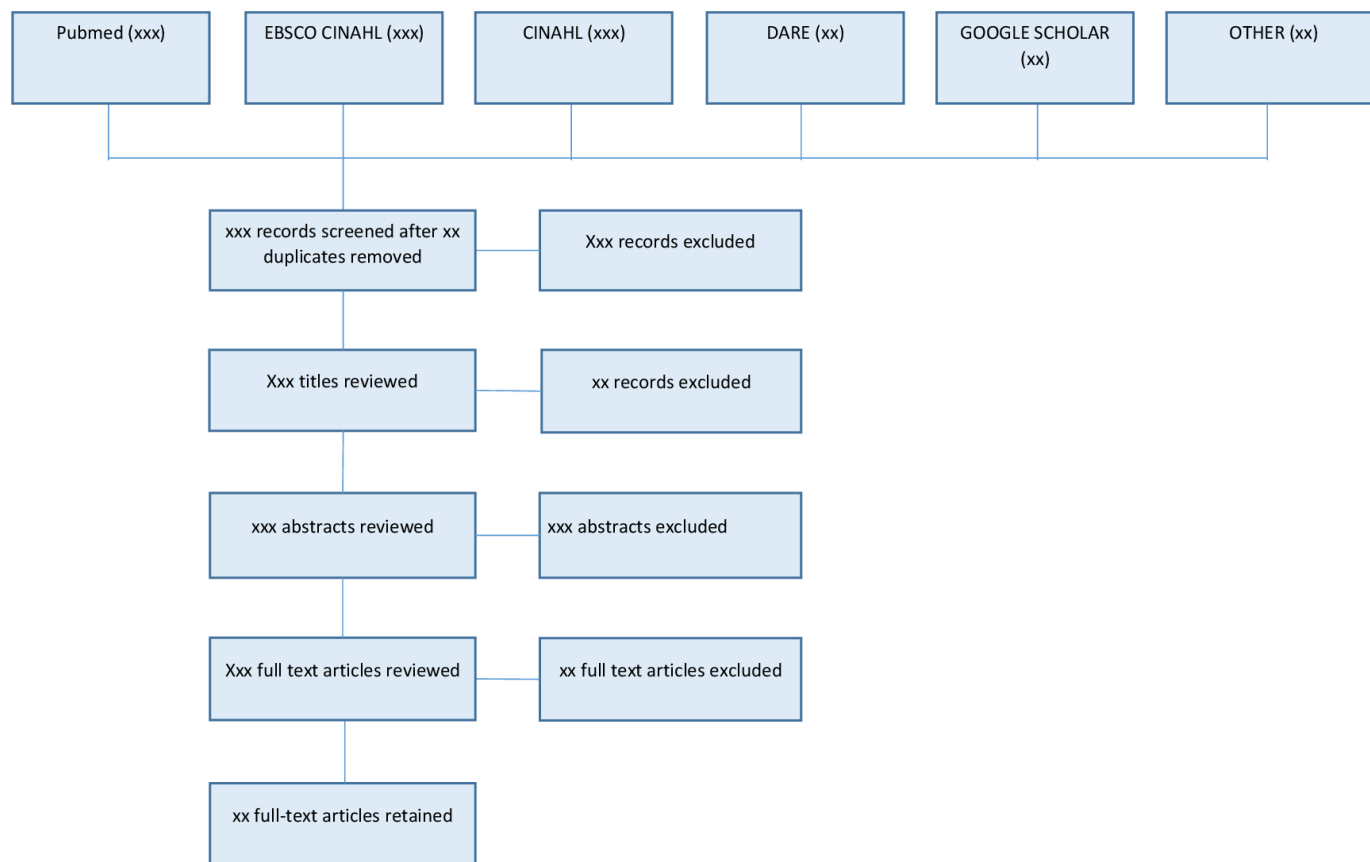 Pubmed (xxx)
EBSCO CINAHL (xxx)
CINAHL (xxx)
DARE (xx)
GOOGLE SCHOLAR
(xx)
OTHER (xx)
xxx records screened after xx
duplicates removed
Xxx records excluded
Xxx titles reviewed
xx records excluded
xxx abstracts reviewed
xxx abstracts excluded
Xxx full text articles reviewed
xx full text articles excluded
xx full-text articles retained